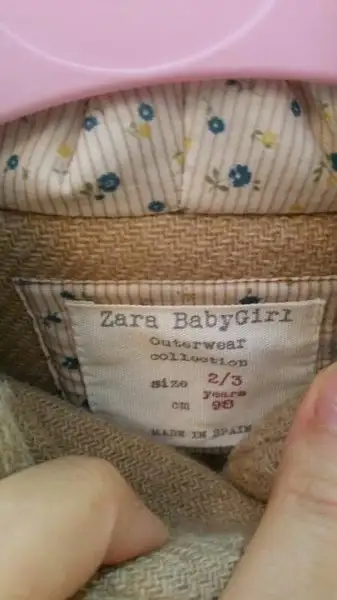 Zara BabyGirl
Outerwear
collection
size 2/3
years
cm 98
MADE IN SPAIN